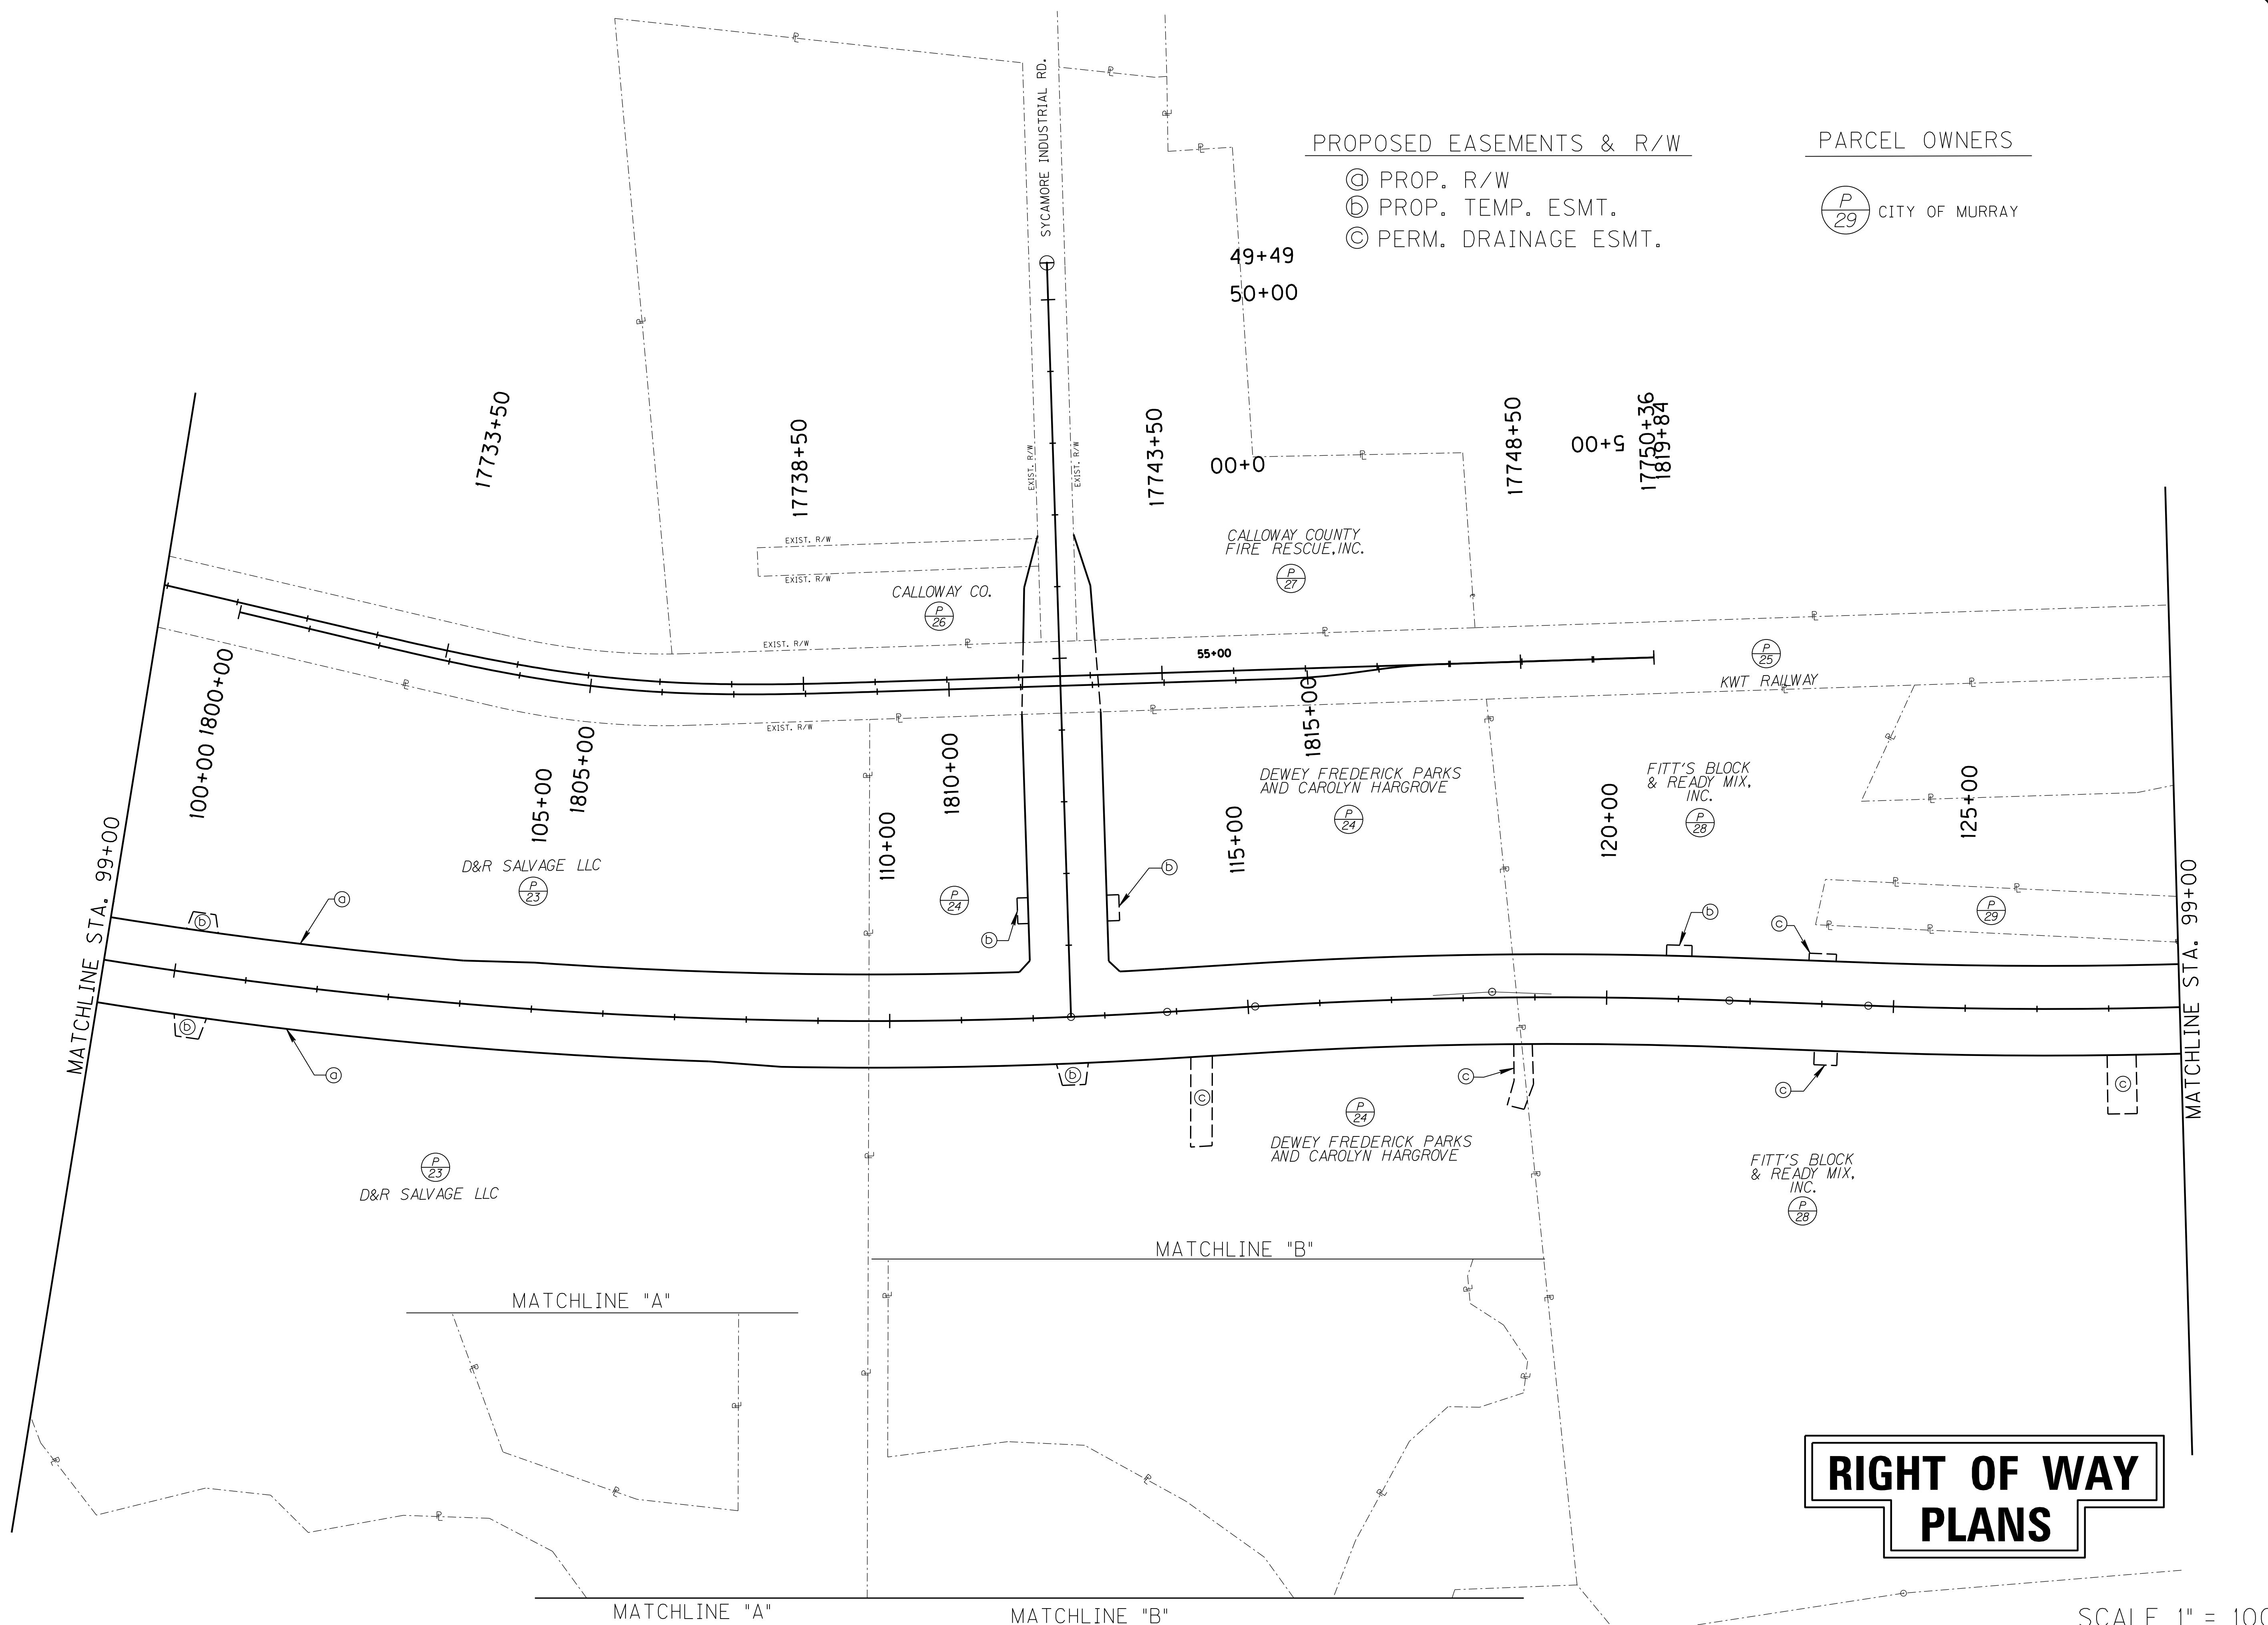 SYCAMORE INDUSTRIAL RD.
PROPOSED EASEMENTS & R/W
ⓐ PROP. R/W
ⓑ PROP. TEMP. ESMT.
ⓒ PERM. DRAINAGE ESMT.
PARCEL OWNERS
P
29
CITY OF MURRAY
49+49
50+00
17733+50
17738+50
17743+50
0+00
17748+50
5+00
17750+36
1819+84
EXIST. R/W
EXIST. R/W
EXIST. R/W
EXIST. R/W
CALLOWAY CO.
P
26
CALLOWAY COUNTY
FIRE RESCUE, INC.
P
27
EXIST. R/W
55+00
P
25
KWT RAILWAY
EXIST. R/W
100+00
1800+00
105+00
1805+00
110+00
1810+00
115+00
1815+00
120+00
125+00
DEWEY FREDERICK PARKS
AND CAROLYN HARGROVE
P
24
FITT'S BLOCK
& READY MIX,
INC.
P
28
MATCHLINE STA. 99+00
D&R SALVAGE LLC
P
23
P
24
P
29
MATCHLINE STA. 99+00
ⓐ
ⓑ
ⓑ
ⓑ
ⓑ
ⓒ
ⓑ
ⓐ
ⓑ
ⓒ
ⓒ
ⓒ
ⓒ
P
24
DEWEY FREDERICK PARKS
AND CAROLYN HARGROVE
P
23
D&R SALVAGE LLC
FITT'S BLOCK
& READY MIX,
INC.
P
28
MATCHLINE "B"
MATCHLINE "A"
RIGHT OF WAY
PLANS
MATCHLINE "A"
MATCHLINE "B"
SCALE 1" = 100